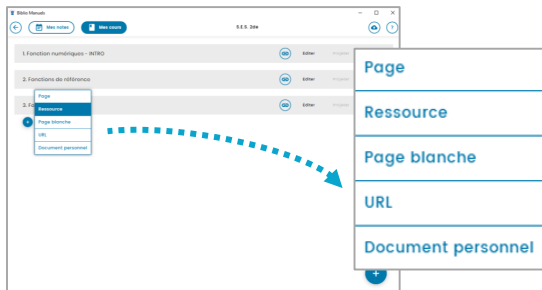 Biblio Manuels
Mes notes
Mes cours
S.E.S. 2de
1. Fonction numériques - INTRO
Editer
2. Fonctions de référence
Editer
3. Fo
Editer
Page
Ressource
Page blanche
URL
Document personnel
Page
Ressource
Page blanche
URL
Document personnel